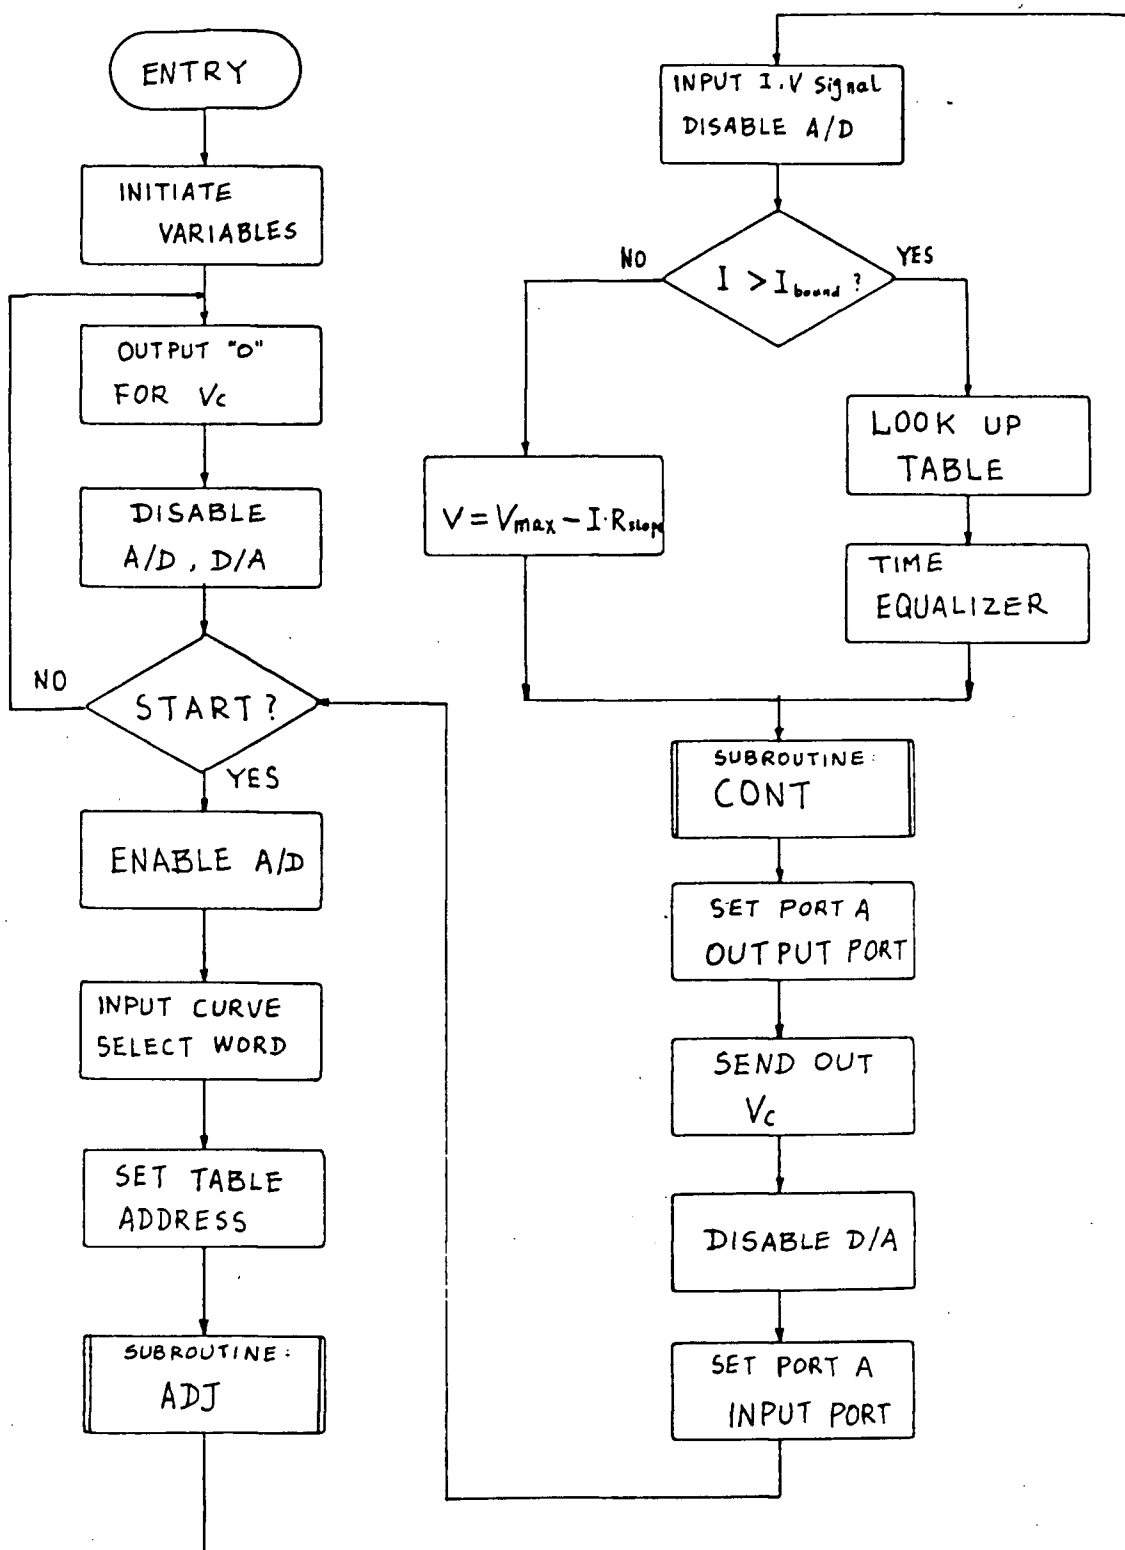 ENTRY
INITIATE
VARIABLES
OUTPUT "0"
FOR Vc
DISABLE
A/D, D/A
NO
START?
YES
ENABLE A/D
INPUT CURVE
SELECT WORD
SET TABLE
ADDRESS
SUBROUTINE:
ADJ
INPUT I.V Signal
DISABLE A/D
NO
I > Ibound ?
YES
V = Vmax - I·Rslope
LOOK UP
TABLE
TIME
EQUALIZER
SUBROUTINE:
CONT
SET PORT A
OUTPUT PORT
SEND OUT
Vc
DISABLE D/A
SET PORT A
INPUT PORT